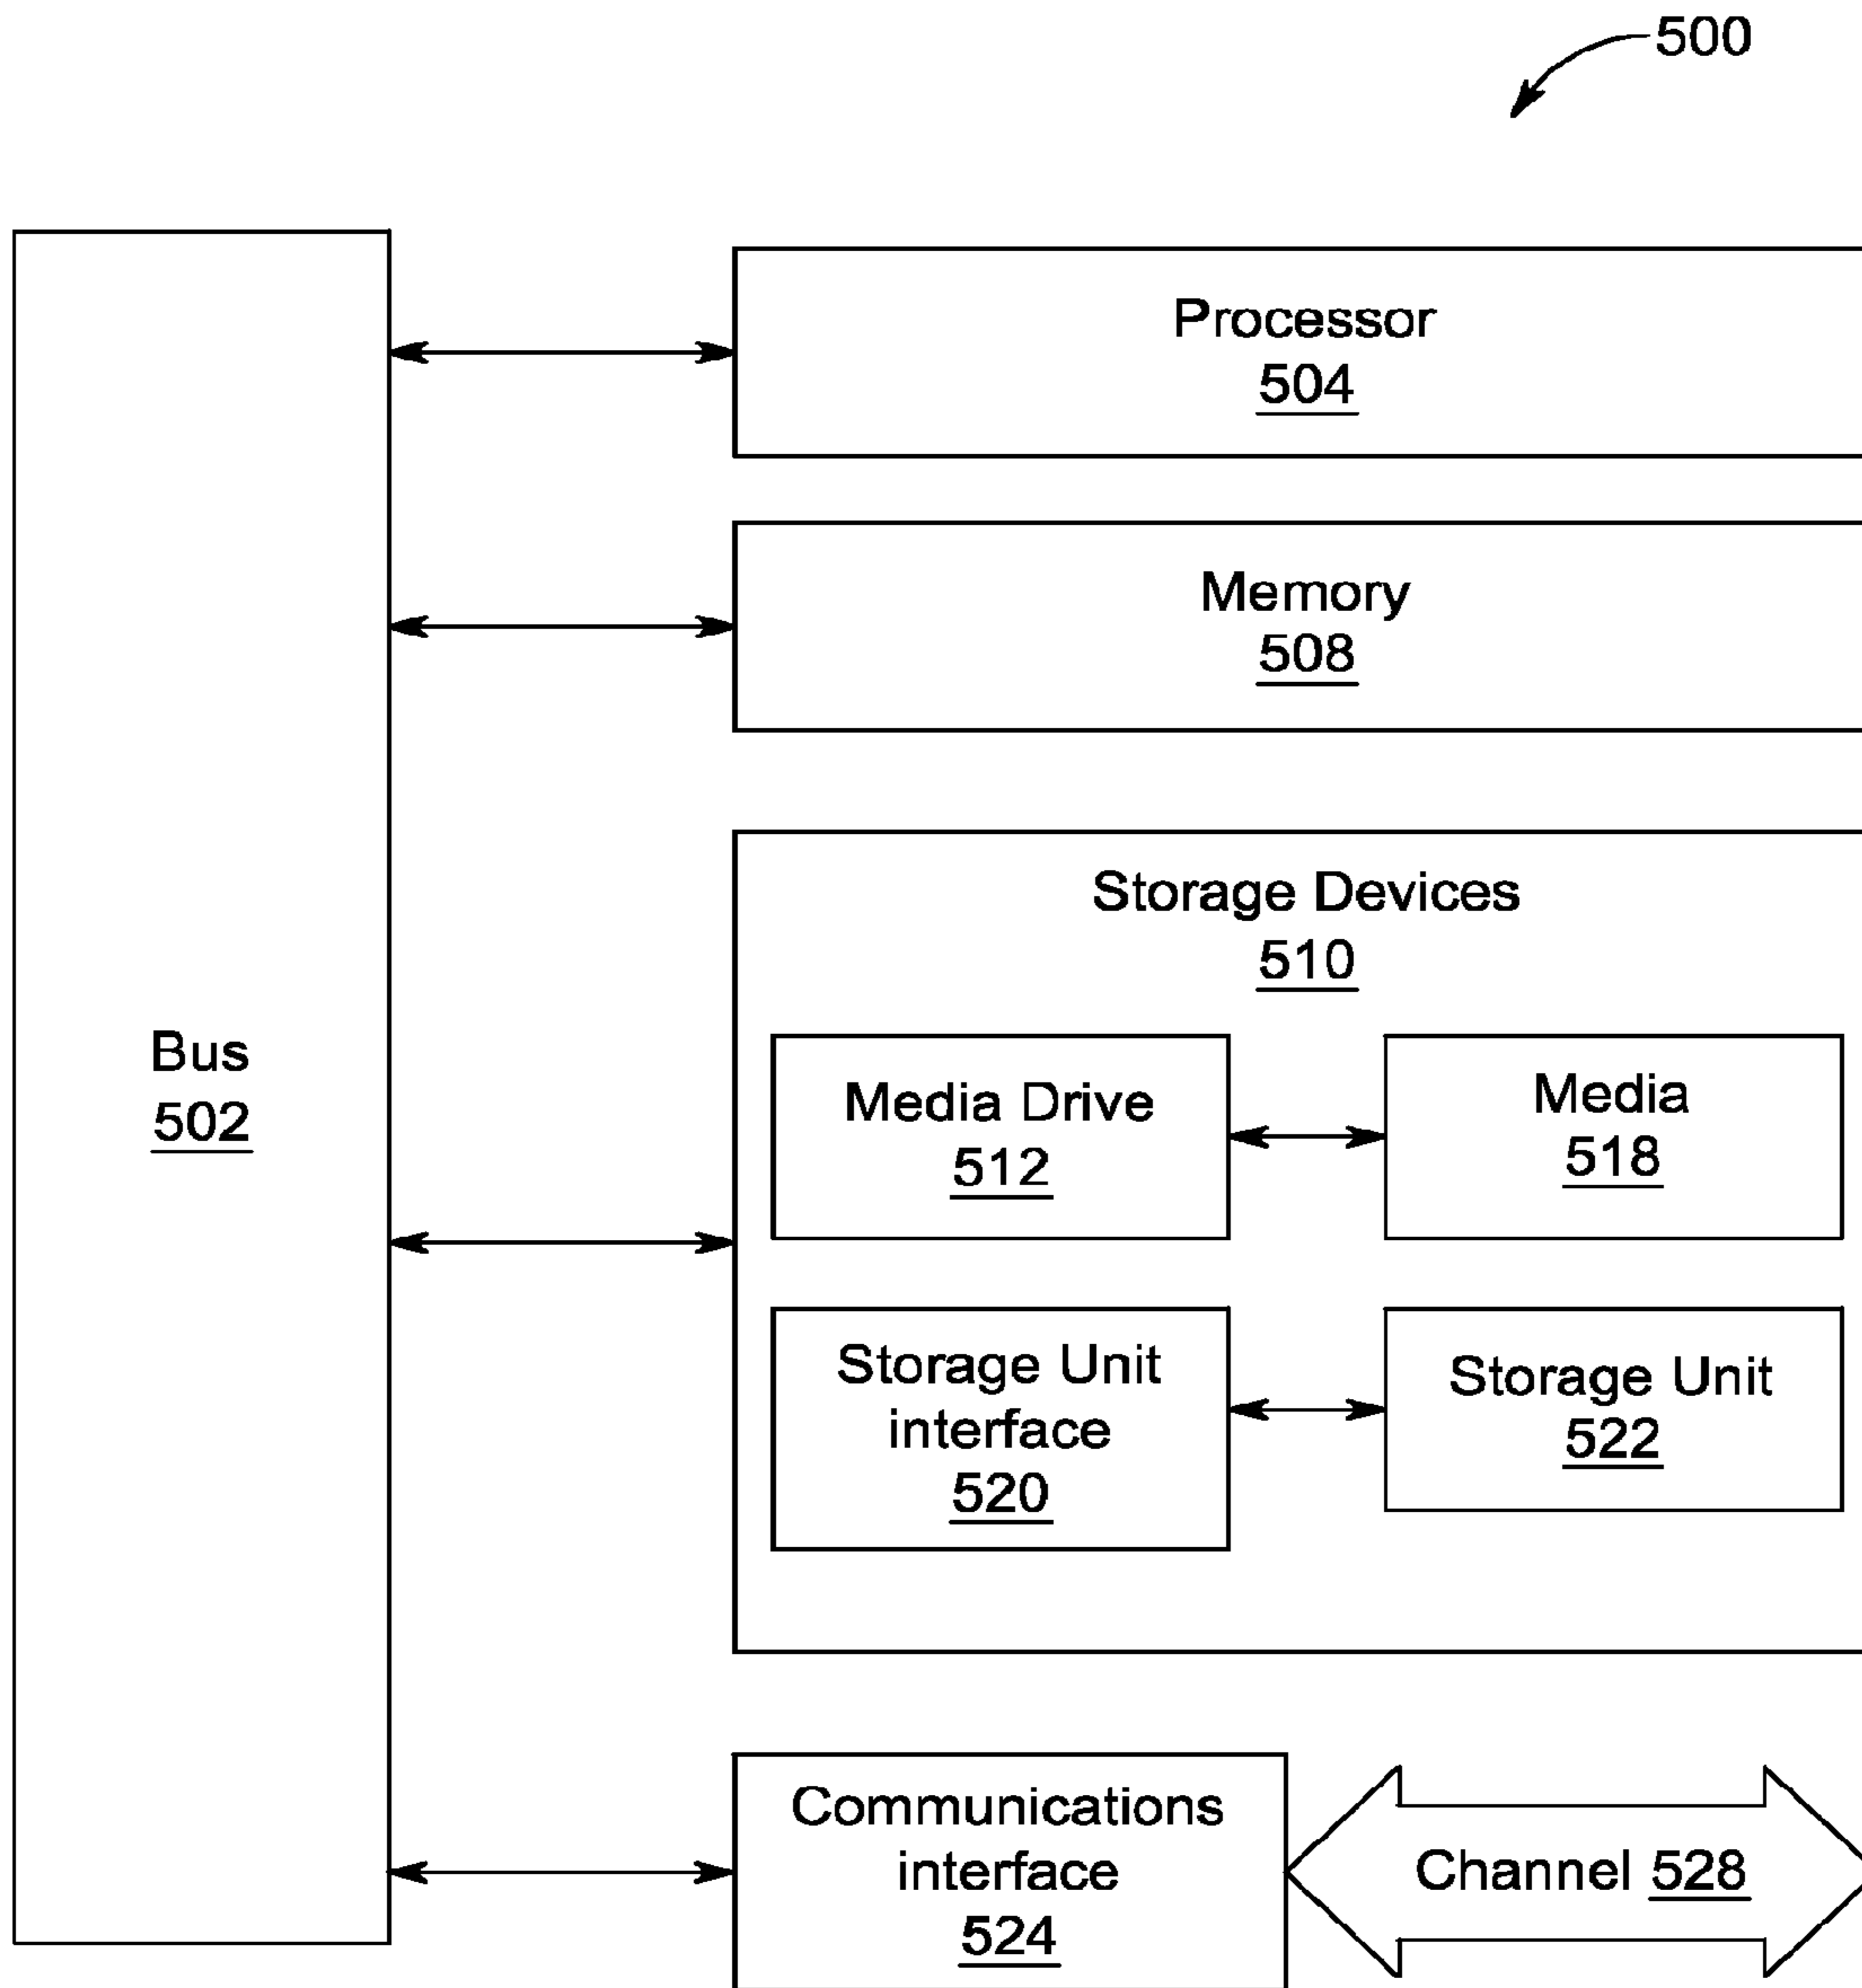 500
Processor
504
Memory
508
Storage Devices
510
Bus
502
Media Drive
512
Media
518
Storage Unit
interface
520
Storage Unit
522
Communications
interface
524
Channel 528